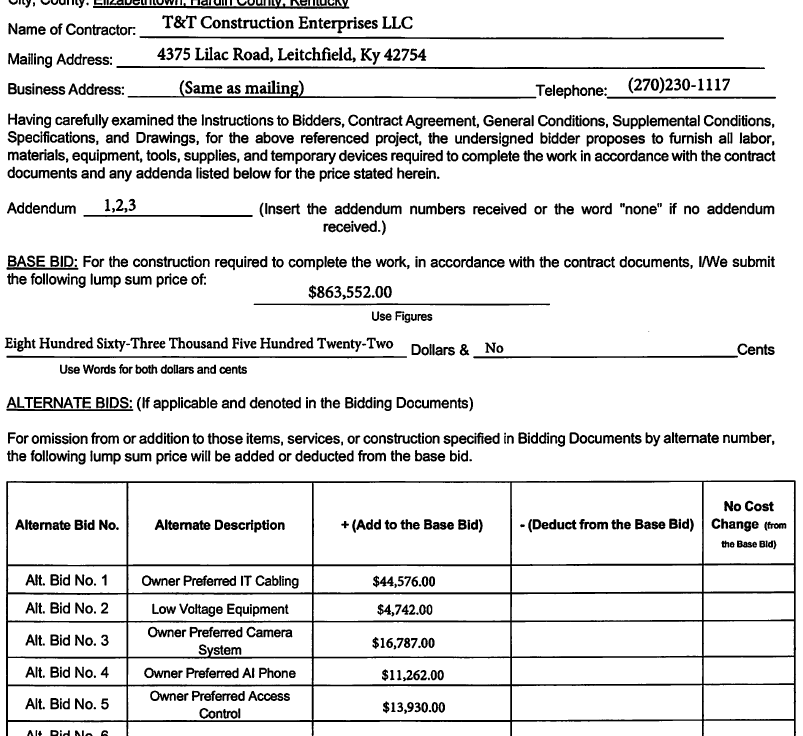 City, County: Elizabethtown, Hardin County, Kentucky
Name of Contractor: T&T Construction Enterprises LLC
Mailing Address: 4375 Lilac Road, Leitchfield, Ky 42754
Business Address: (Same as mailing) Telephone: (270)230-1117
Having carefully examined the Instructions to Bidders, Contract Agreement, General Conditions, Supplemental Conditions,
Specifications, and Drawings, for the above referenced project, the undersigned bidder proposes to furnish all labor,
materials, equipment, tools, supplies, and temporary devices required to complete the work in accordance with the contract
documents and any addenda listed below for the price stated herein.
Addendum 1,2,3 (Insert the addendum numbers received or the word "none" if no addendum
received.)
BASE BID: For the construction required to complete the work, in accordance with the contract documents, I/We submit
the following lump sum price of:
$863,552.00
Use Figures
Eight Hundred Sixty-Three Thousand Five Hundred Twenty-Two Dollars & No Cents
Use Words for both dollars and cents
ALTERNATE BIDS: (If applicable and denoted in the Bidding Documents)
For omission from or addition to those items, services, or construction specified in Bidding Documents by alternate number,
the following lump sum price will be added or deducted from the base bid.
Alternate Bid No. Alternate Description + (Add to the Base Bid) - (Deduct from the Base Bid) No Cost
Change (from
the Base Bid)
Alt. Bid No. 1 Owner Preferred IT Cabling $44,576.00
Alt. Bid No. 2 Low Voltage Equipment $4,742.00
Alt. Bid No. 3 Owner Preferred Camera
System $16,787.00
Alt. Bid No. 4 Owner Preferred AI Phone $11,262.00
Alt. Bid No. 5 Owner Preferred Access
Control $13,930.00
Alt. Bid No. 6